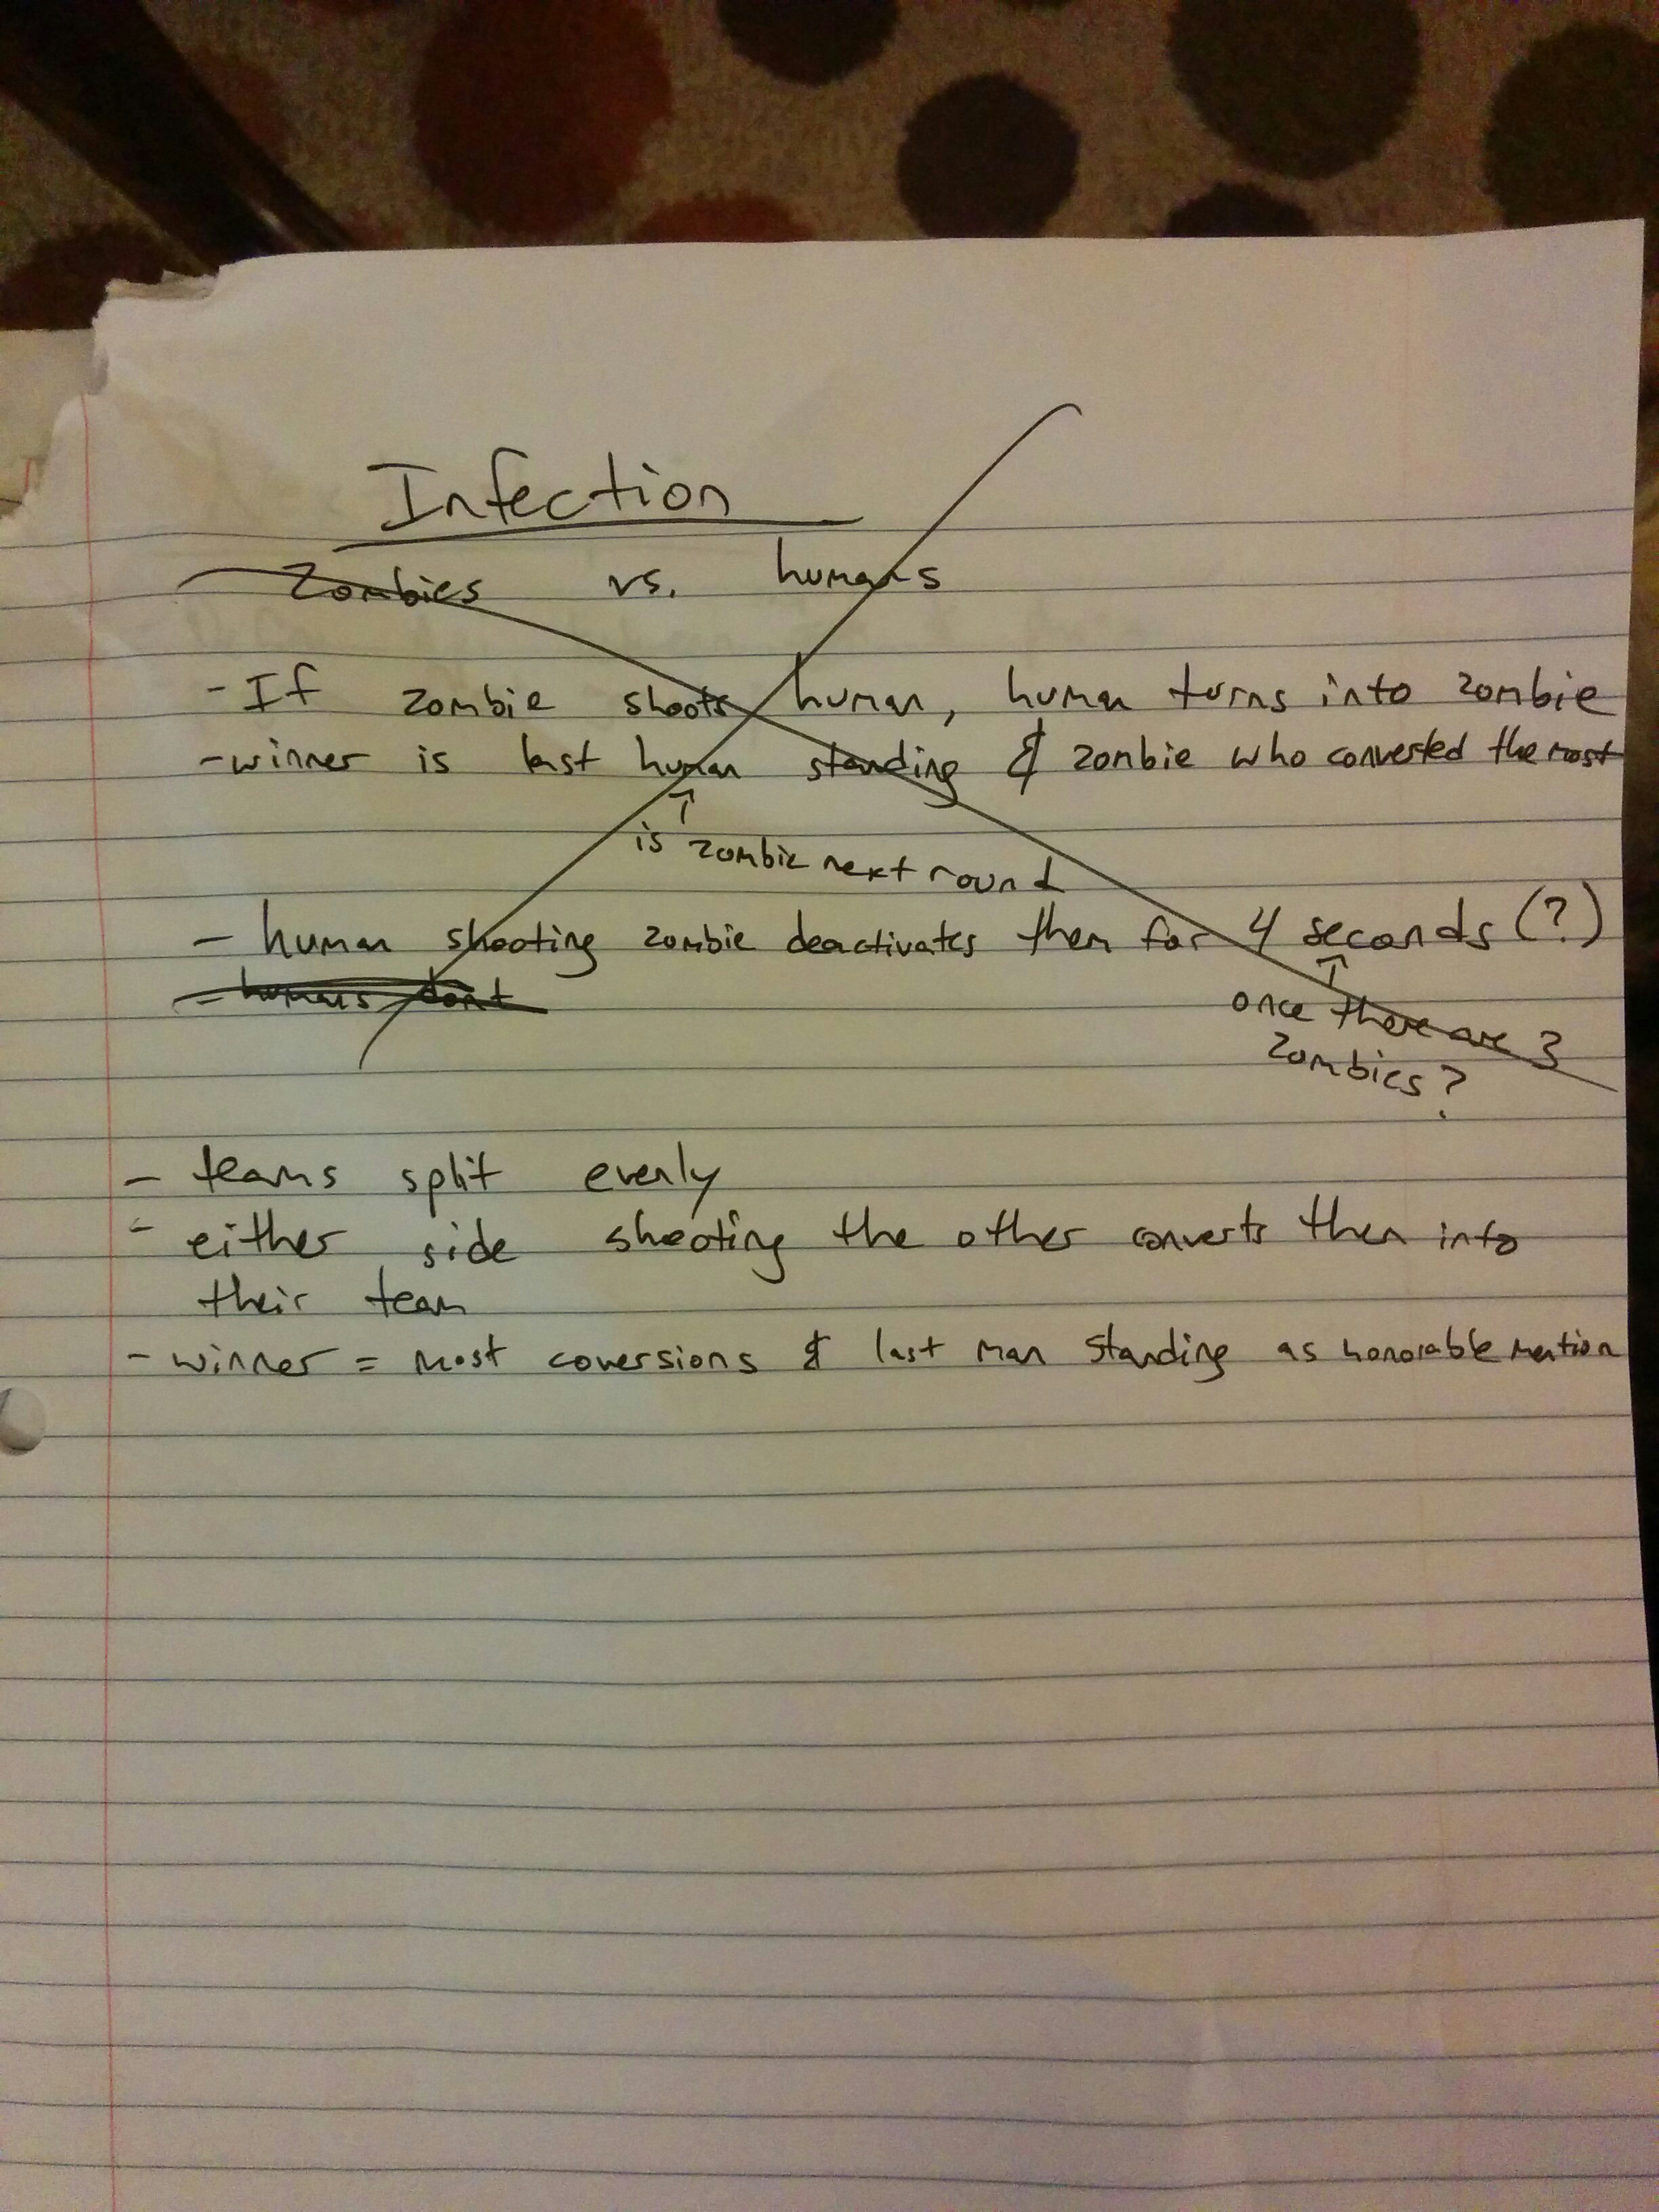 Infection
Zombies vs. humans
- If zombie shoots human, human turns into zombie
- winner is last human standing & zombie who converted the most
↑
is zombie next round
- human shooting zombie deactivates them for 4 seconds (?)
- humans don't
↑
once there are 3
zombies?
- teams split evenly
- either side shooting the other converts them into
their team
- winner = most conversions & last man standing as honorable mention